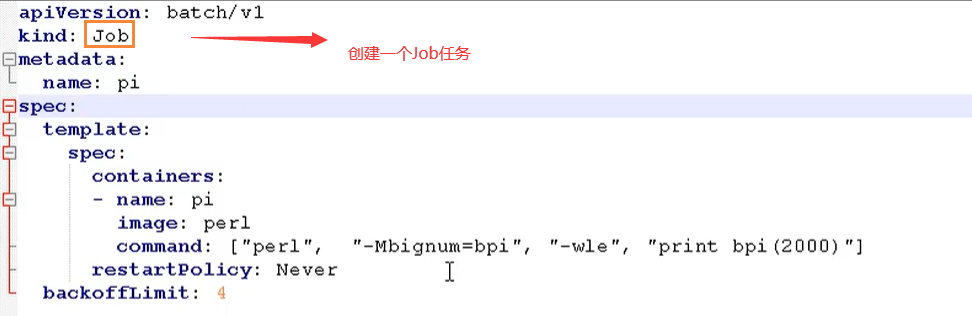 apiVersion: batch/v1
kind: Job
创建一个Job任务
metadata:
  name: pi
spec:
  template:
    spec:
      containers:
      - name: pi
        image: perl
        command: ["perl",  "-Mbignum=bpi", "-wle", "print bpi(2000)"]
      restartPolicy: Never
  backoffLimit: 4